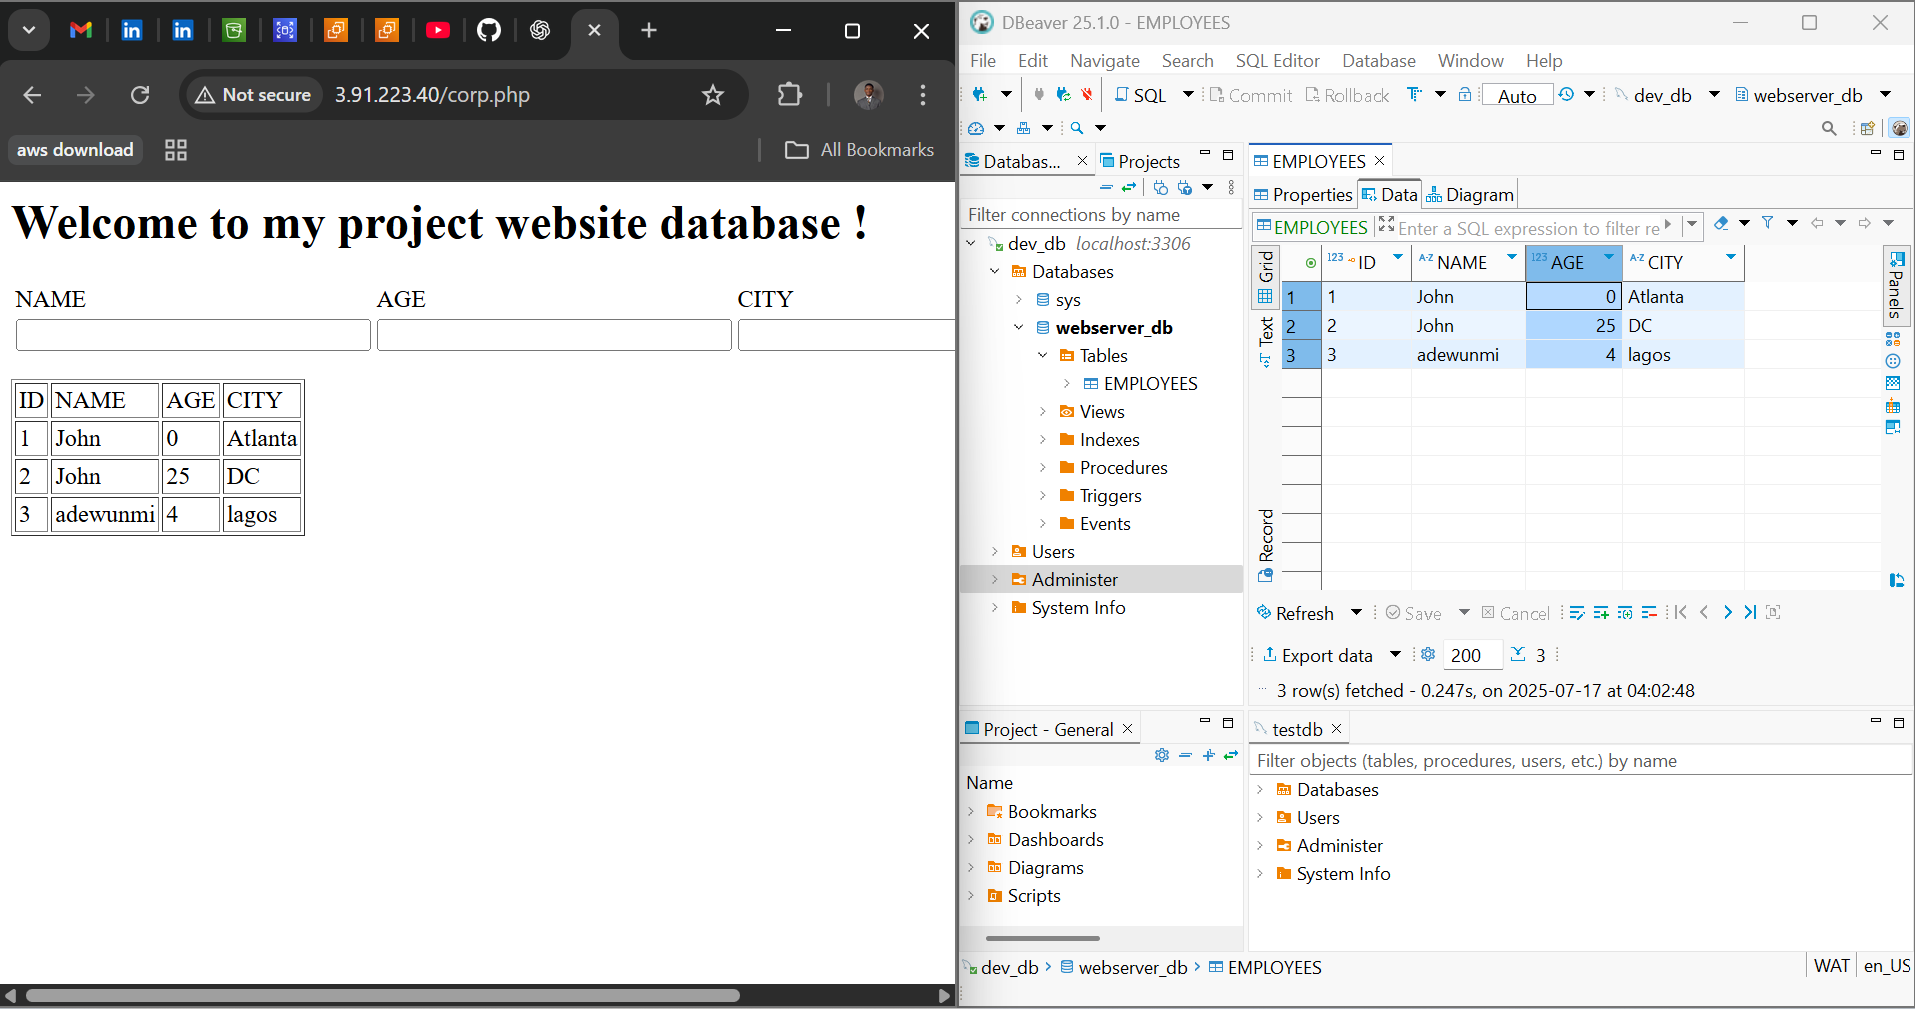 Not secure
3.91.223.40/corp.php
aws download
All Bookmarks
Welcome to my project website database !
NAME AGE CITY
ID NAME AGE CITY
1 John 0 Atlanta
2 John 25 DC
3 adewunmi 4 lagos
DBeaver 25.1.0 - EMPLOYEES
File Edit Navigate Search SQL Editor Database Window Help
SQL Commit Rollback Auto dev_db webserver_db
Databas... Projects
Filter connections by name
dev_db localhost:3306
Databases
sys
webserver_db
Tables
EMPLOYEES
Views
Indexes
Procedures
Triggers
Events
Users
Administer
System Info
EMPLOYEES
Properties Data Diagram
EMPLOYEES Enter a SQL expression to filter re
Grid
Text
Record
123 ID A-Z NAME 123 AGE A-Z CITY
1 1 John 0 Atlanta
2 2 John 25 DC
3 3 adewunmi 4 lagos
Panels
Refresh Save Cancel
Export data 200 3
3 row(s) fetched - 0.247s, on 2025-07-17 at 04:02:48
Project - General
Name
Bookmarks
Dashboards
Diagrams
Scripts
testdb
Filter objects (tables, procedures, users, etc.) by name
Databases
Users
Administer
System Info
dev_db webserver_db EMPLOYEES
WAT en_US